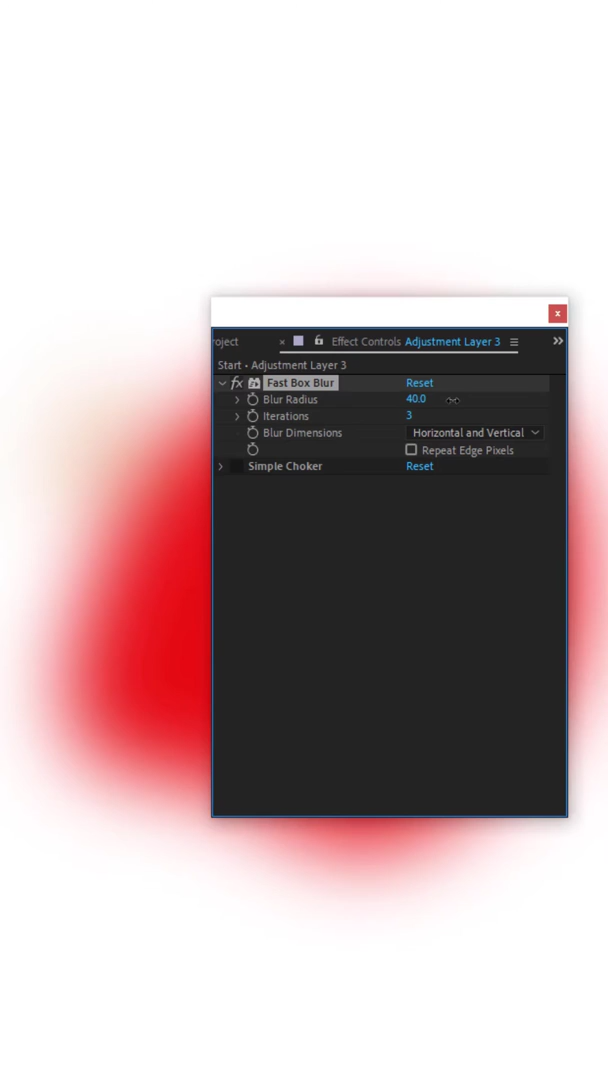 roject × Effect Controls Adjustment Layer 3
Start • Adjustment Layer 3
fx Fast Box Blur Reset
Blur Radius 40.0
Iterations 3
Blur Dimensions Horizontal and Vertical
Repeat Edge Pixels
Simple Choker Reset